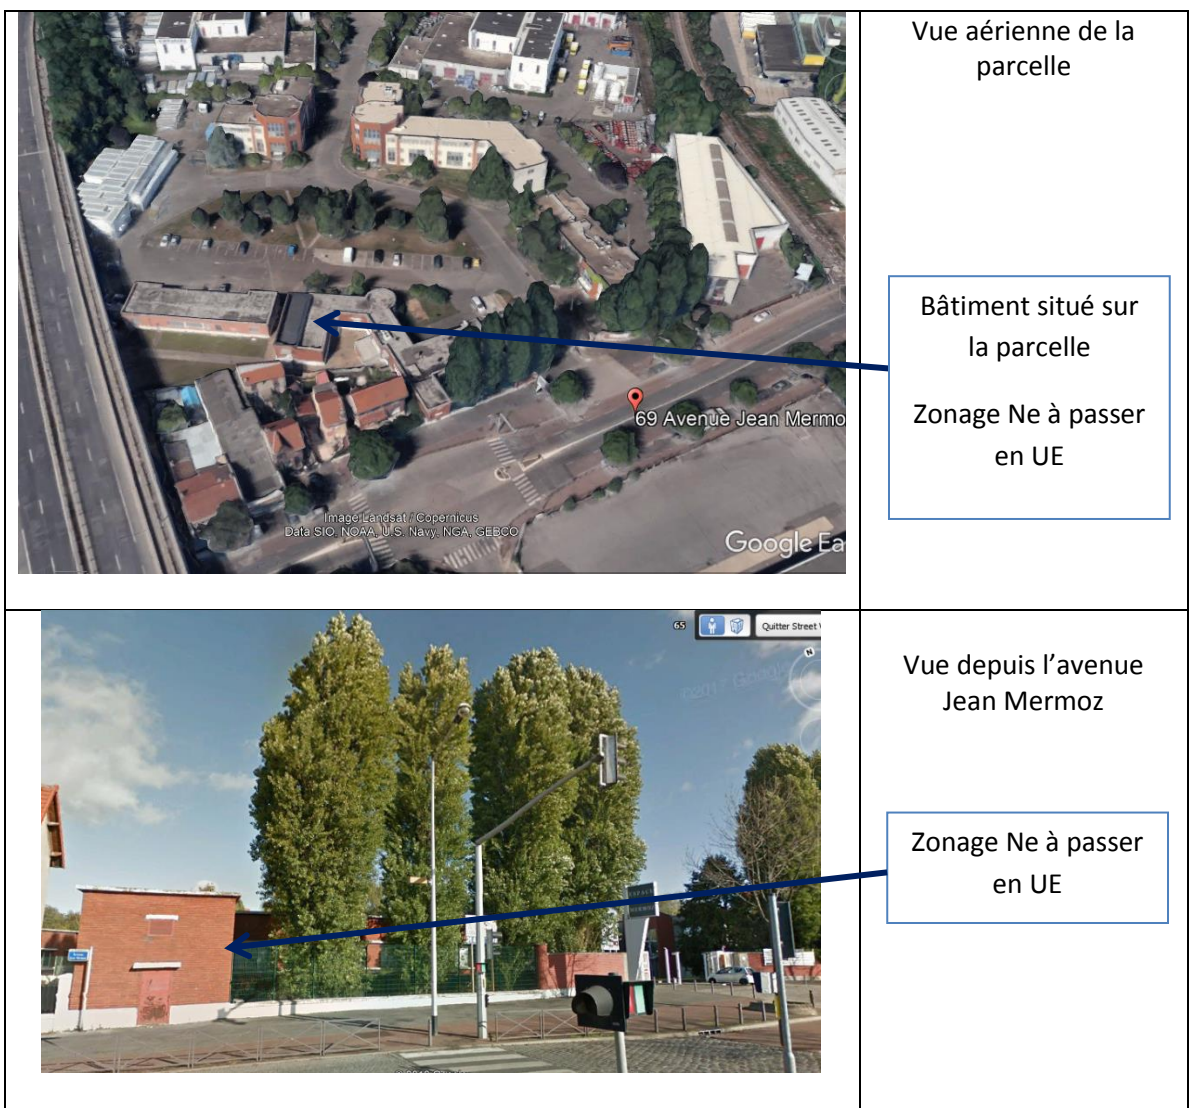 Vue aérienne de la
parcelle
Bâtiment situé sur
la parcelle
Zonage Ne à passer
en UE
69 Avenue Jean Mermo
Image Landsat / Copernicus
Data SIO, NOAA, U.S. Navy, NGA, GEBCO
Google Ea
65
Quitter Street V
N
ESPACE
MERMOZ
Vue depuis l’avenue
Jean Mermoz
Zonage Ne à passer
en UE